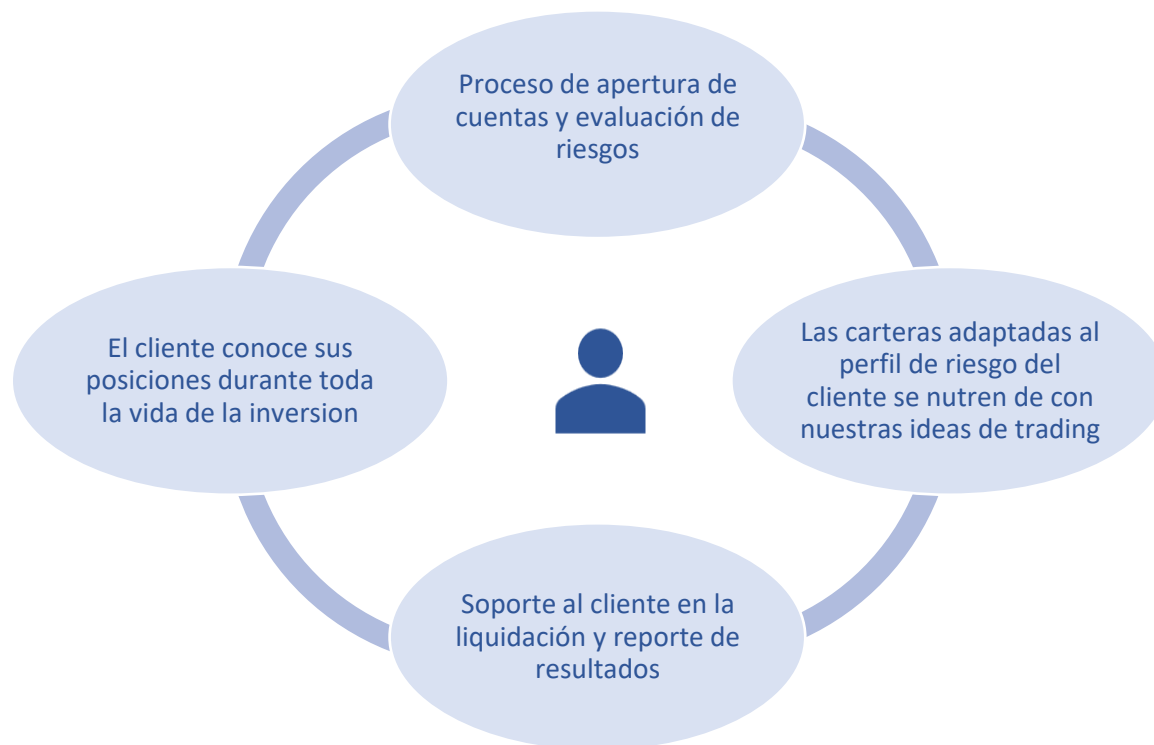 Proceso de apertura de
cuentas y evaluación de
riesgos
El cliente conoce sus
posiciones durante toda
la vida de la inversion
Las carteras adaptadas al
perfil de riesgo del
cliente se nutren de con
nuestras ideas de trading
Soporte al cliente en la
liquidación y reporte de
resultados